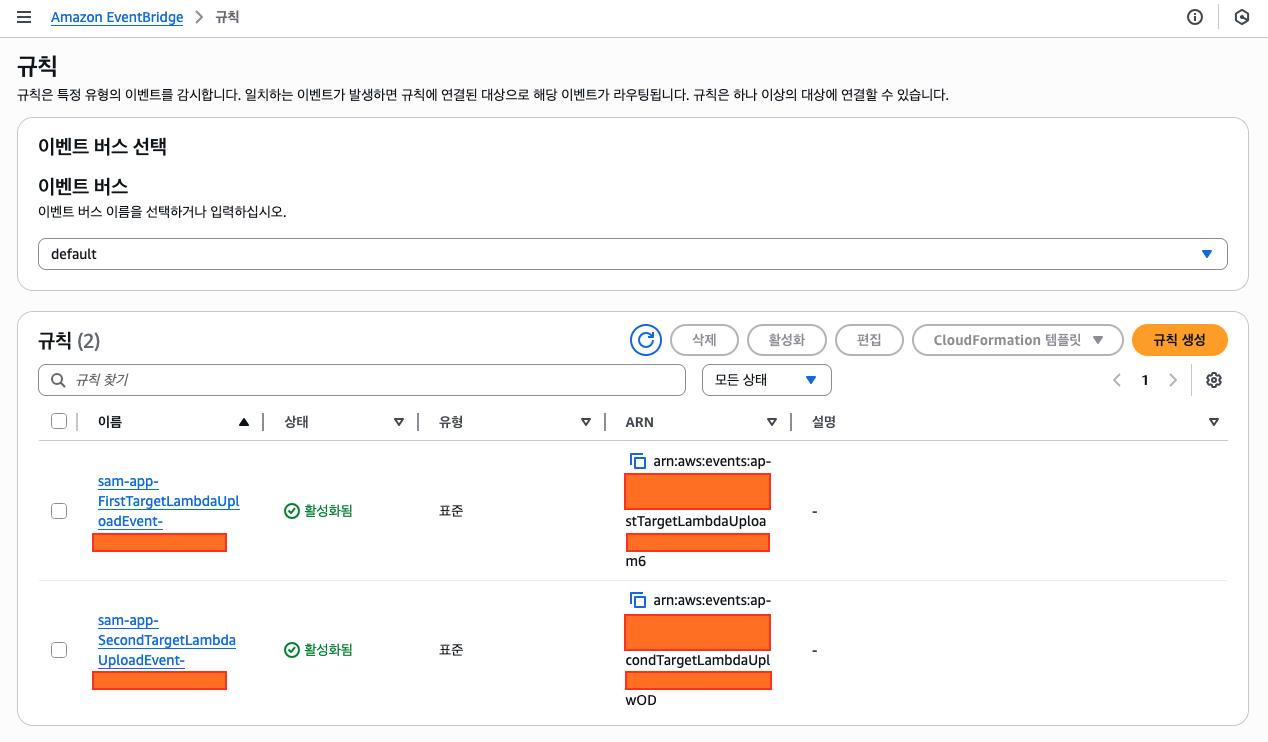 Amazon EventBridge > 규칙
규칙
규칙은 특정 유형의 이벤트를 감시합니다. 일치하는 이벤트가 발생하면 규칙에 연결된 대상으로 해당 이벤트가 라우팅됩니다. 규칙은 하나 이상의 대상에 연결할 수 있습니다.
이벤트 버스 선택
이벤트 버스
이벤트 버스 이름을 선택하거나 입력하십시오.
default
규칙 (2)
삭제
활성화
편집
CloudFormation 템플릿
규칙 생성
규칙 찾기
모든 상태
1
이름
상태
유형
ARN
설명
sam-app-
FirstTargetLambdaUpl
oadEvent-
활성화됨
표준
arn:aws:events:ap-
stTargetLambdaUploa
m6
-
sam-app-
SecondTargetLambda
UploadEvent-
활성화됨
표준
arn:aws:events:ap-
condTargetLambdaUpl
wOD
-